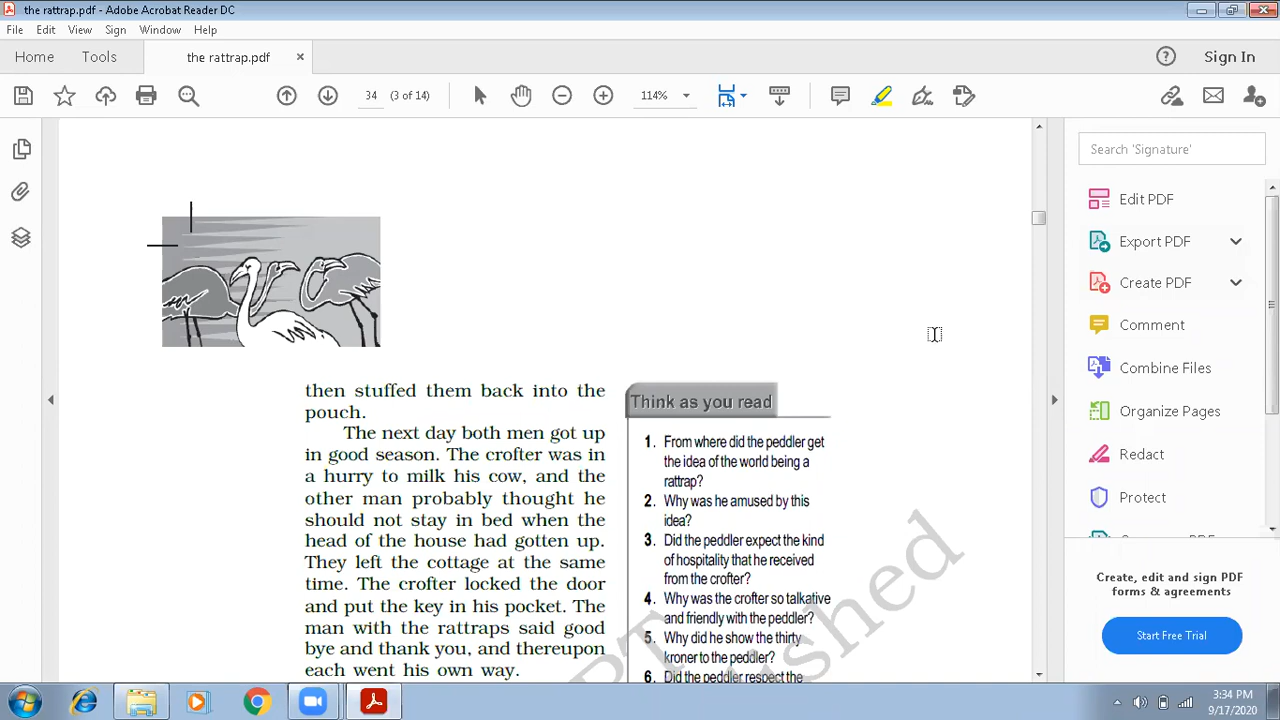 the rattrap.pdf - Adobe Acrobat Reader DC
File Edit View Sign Window Help
Home Tools the rattrap.pdf × Sign In
34 (3 of 14) 114%
Search 'Signature'
Edit PDF
Export PDF
Create PDF
Comment
Combine Files
Organize Pages
Redact
Protect
Create, edit and sign PDF
forms & agreements
Start Free Trial
then stuffed them back into the
pouch.
The next day both men got up
in good season. The crofter was in
a hurry to milk his cow, and the
other man probably thought he
should not stay in bed when the
head of the house had gotten up.
They left the cottage at the same
time. The crofter locked the door
and put the key in his pocket. The
man with the rattraps said good
bye and thank you, and thereupon
each went his own way.
Think as you read
1. From where did the peddler get
the idea of the world being a
rattrap?
2. Why was he amused by this
idea?
3. Did the peddler expect the kind
of hospitality that he received
from the crofter?
4. Why was the crofter so talkative
and friendly with the peddler?
5. Why did he show the thirty
kroner to the peddler?
6. Did the peddler respect the
3:34 PM
9/17/2020